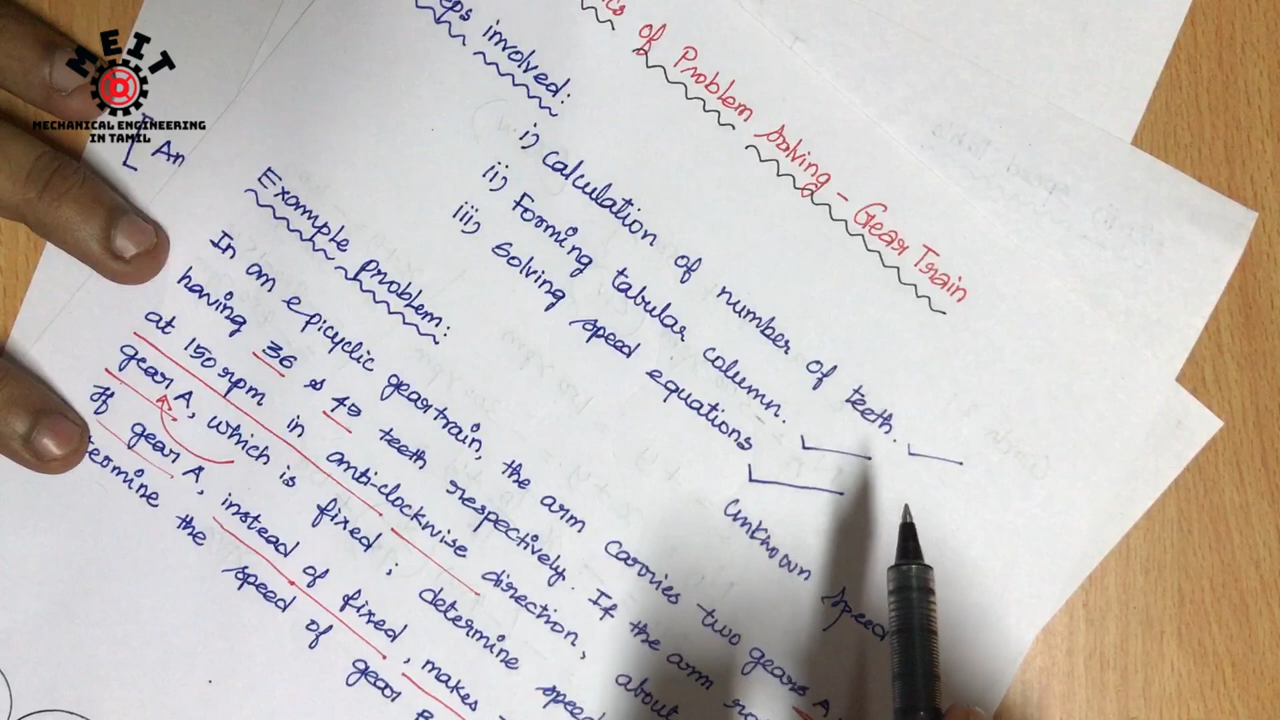 MEIT
MECHANICAL ENGINEERING
IN TAMIL
of Problem Solving - Gear Train
involved:
i) Calculation of number of teeth.
ii) Forming tabular column.
iii) Solving speed equations
Unknown speed
[An
Example problem:
In an epicyclic geartrain, the arm carries two gears A
having 36 & 45 teeth respectively. If the arm
at 150 rpm in anti-clockwise direction, about
gear A, which is fixed; determine
If gear A, instead of fixed, makes
the speed of gear B